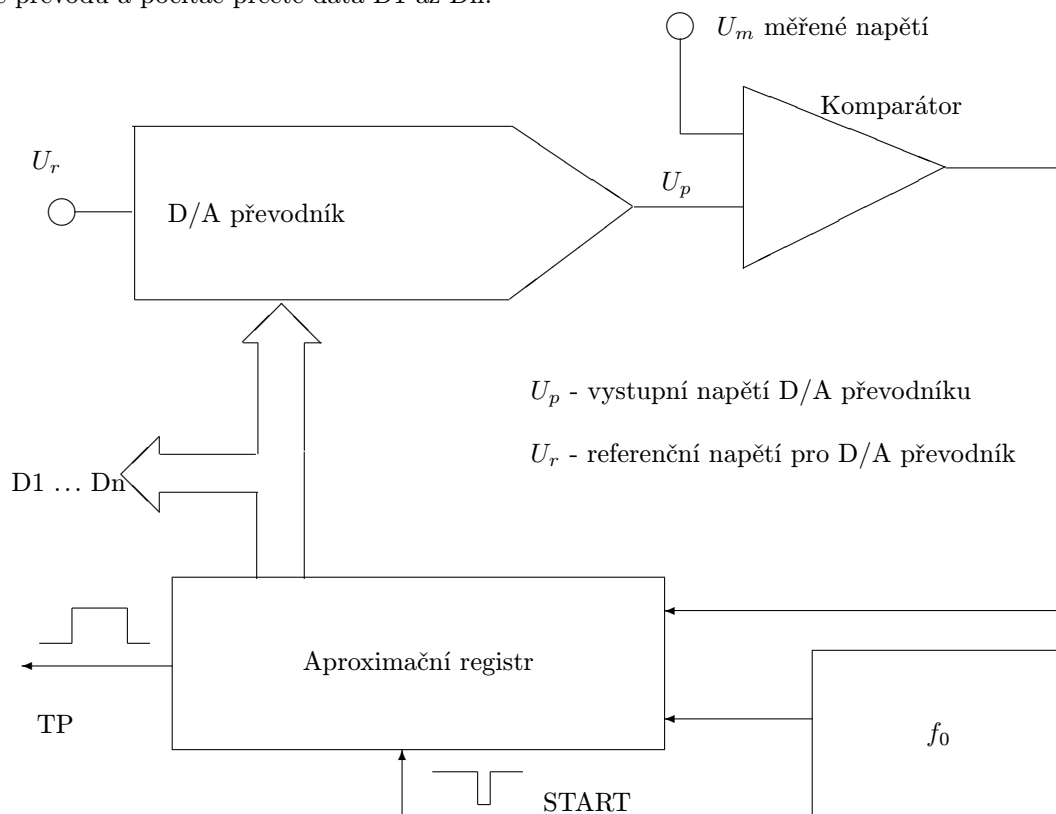 převodu a počítač přečte data D1 až Dn.
U_m měřené napětí
Komparátor
U_r
U_p
D/A převodník
U_p - vystupní napětí D/A převodníku
U_r - referenční napětí pro D/A převodník
D1 … Dn
Aproximační registr
TP
f_0
START